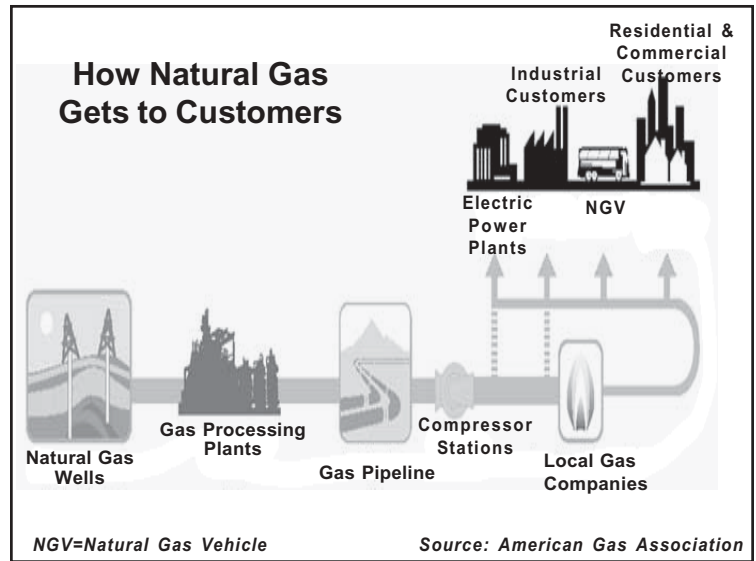 How Natural Gas
Gets to Customers
Residential &
Commercial
Customers
Industrial
Customers
Electric
Power
Plants
NGV
Natural Gas
Wells
Gas Processing
Plants
Gas Pipeline
Compressor
Stations
Local Gas
Companies
NGV=Natural Gas Vehicle
Source: American Gas Association